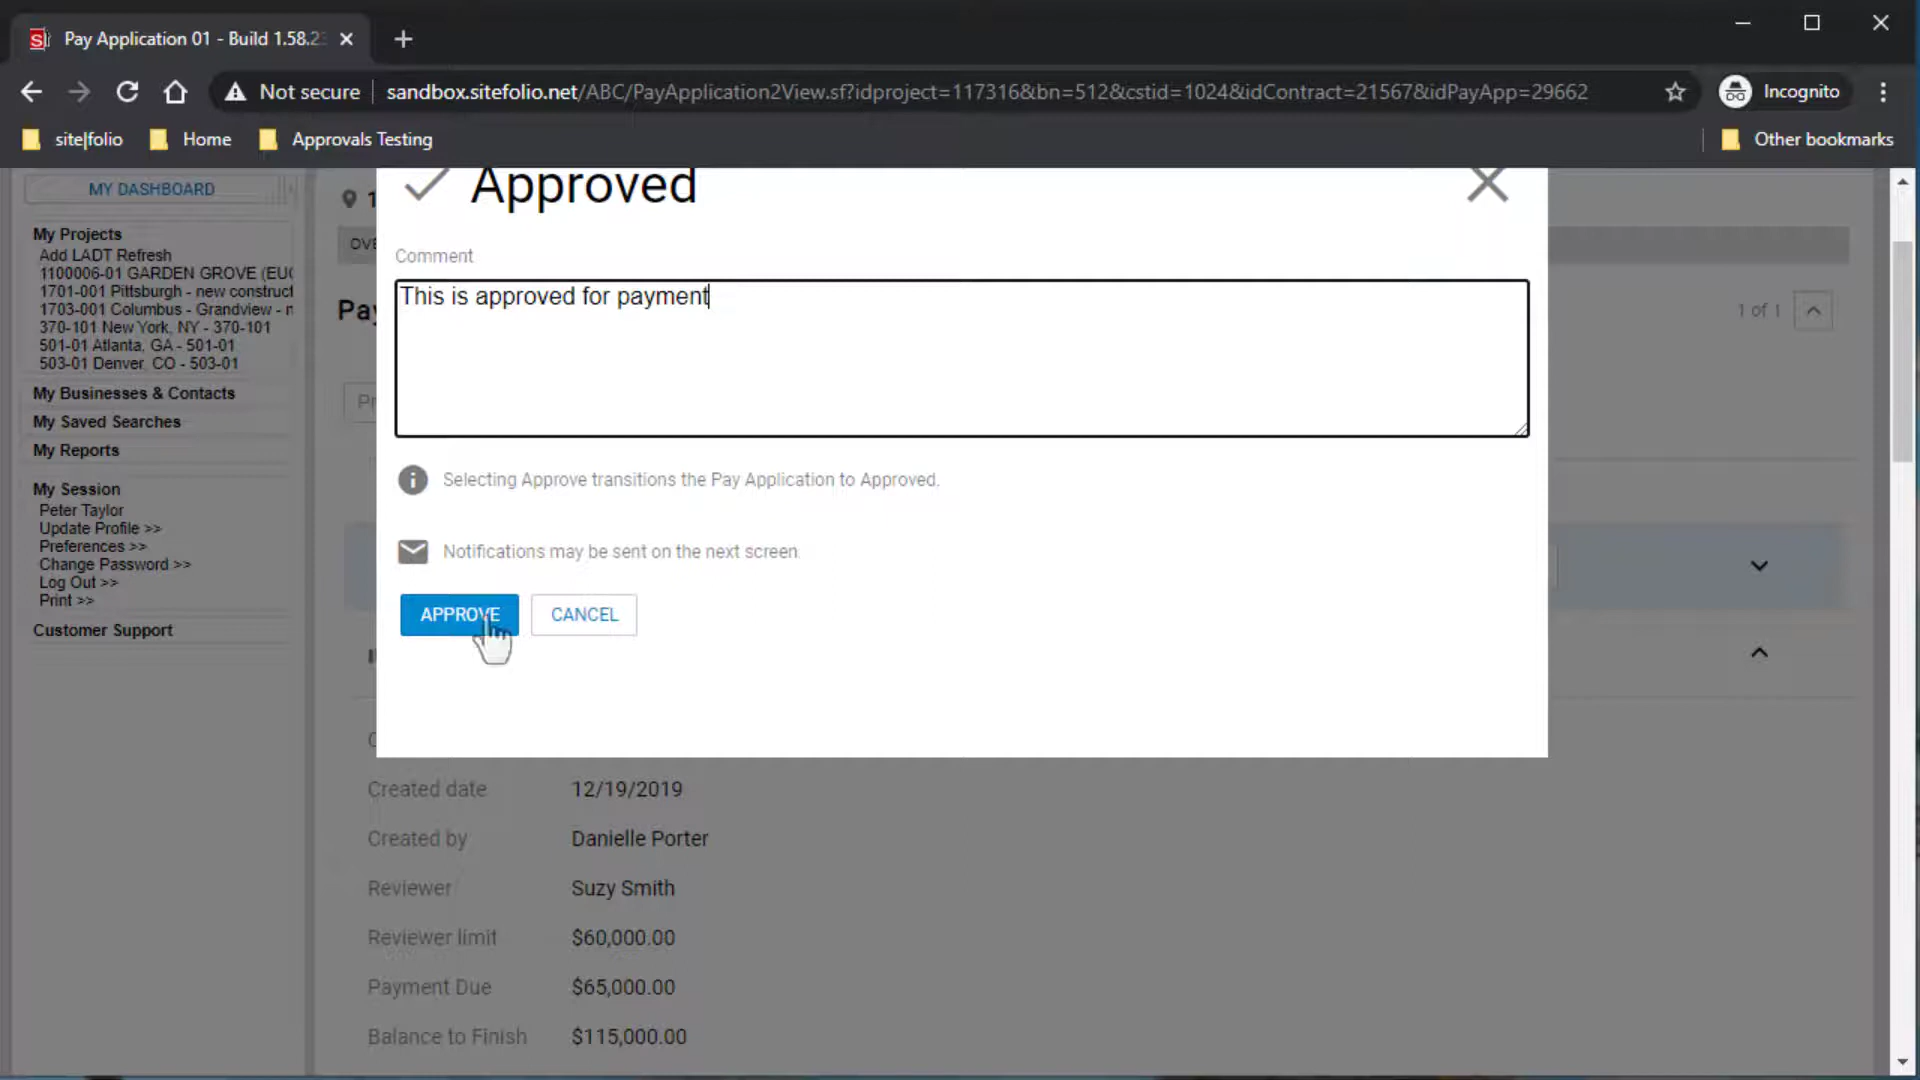 Pay Application 01 - Build 1.58.23
Not secure
sandbox.sitefolio.net/ABC/PayApplication2View.sf?idproject=117316&bn=512&cstid=1024&idContract=21567&idPayApp=29662
Incognito
site|folio
Home
Approvals Testing
Other bookmarks
MY DASHBOARD
My Projects
Add LADT Refresh
1100006-01 GARDEN GROVE (EUC
1701-001 Pittsburgh - new construct
1703-001 Columbus - Grandview - n
370-101 New York, NY - 370-101
501-01 Atlanta, GA - 501-01
503-01 Denver, CO - 503-01
My Businesses & Contacts
My Saved Searches
My Reports
My Session
Peter Taylor
Update Profile >>
Preferences >>
Change Password >>
Log Out >>
Print >>
Customer Support
1
OVE
Pay
1 of 1
Pr
Approved
Comment
This is approved for payment
Selecting Approve transitions the Pay Application to Approved.
Notifications may be sent on the next screen.
APPROVE
CANCEL
Created date 12/19/2019
Created by Danielle Porter
Reviewer Suzy Smith
Reviewer limit $60,000.00
Payment Due $65,000.00
Balance to Finish $115,000.00